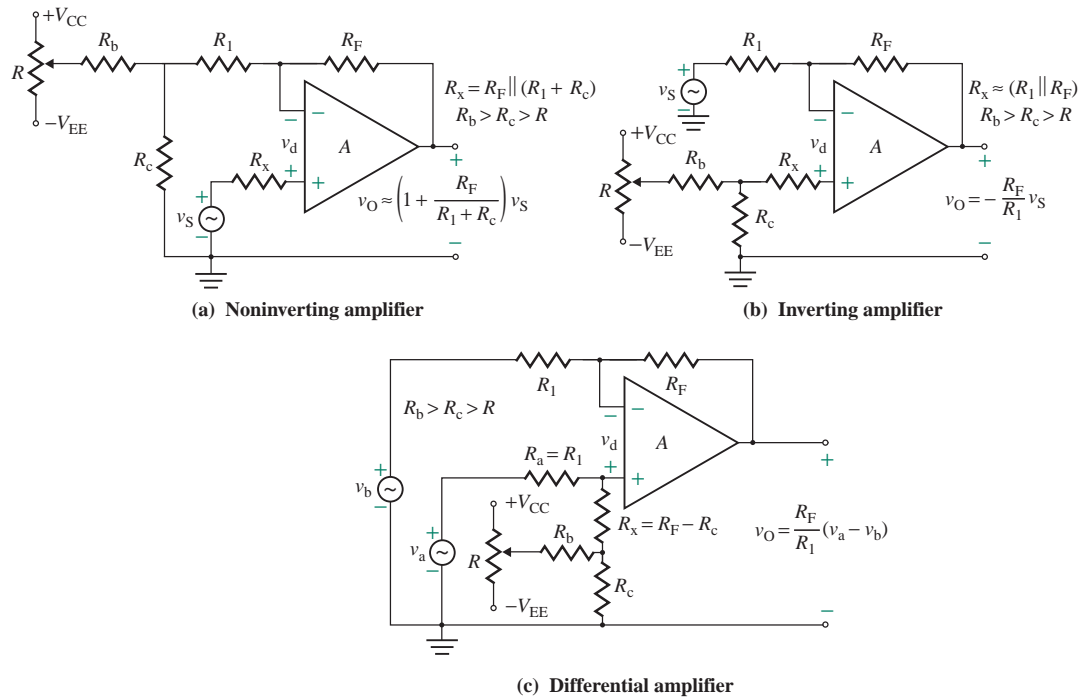 +V_CC
R_b
R_1
R_F
R
−V_EE
R_c
v_S
+
−
R_x
+
−
v_d
−
+
A
R_x = R_F || (R_1 + R_c)
R_b > R_c > R
+
v_O ≈ (1 + R_F / (R_1 + R_c)) v_S
−
(a) Noninverting amplifier
R_1
R_F
+
v_S
−
+V_CC
R_b
R
−V_EE
R_c
R_x
−
v_d
+
−
+
A
R_x ≈ (R_1 || R_F)
R_b > R_c > R
+
v_O = − R_F / R_1 v_S
−
(b) Inverting amplifier
R_1
R_F
R_b > R_c > R
−
v_d
+
−
+
A
R_a = R_1
+
v_b
−
+
v_a
−
+V_CC
R_b
R
−V_EE
R_x = R_F − R_c
R_c
+
v_O = R_F / R_1 (v_a − v_b)
−
(c) Differential amplifier